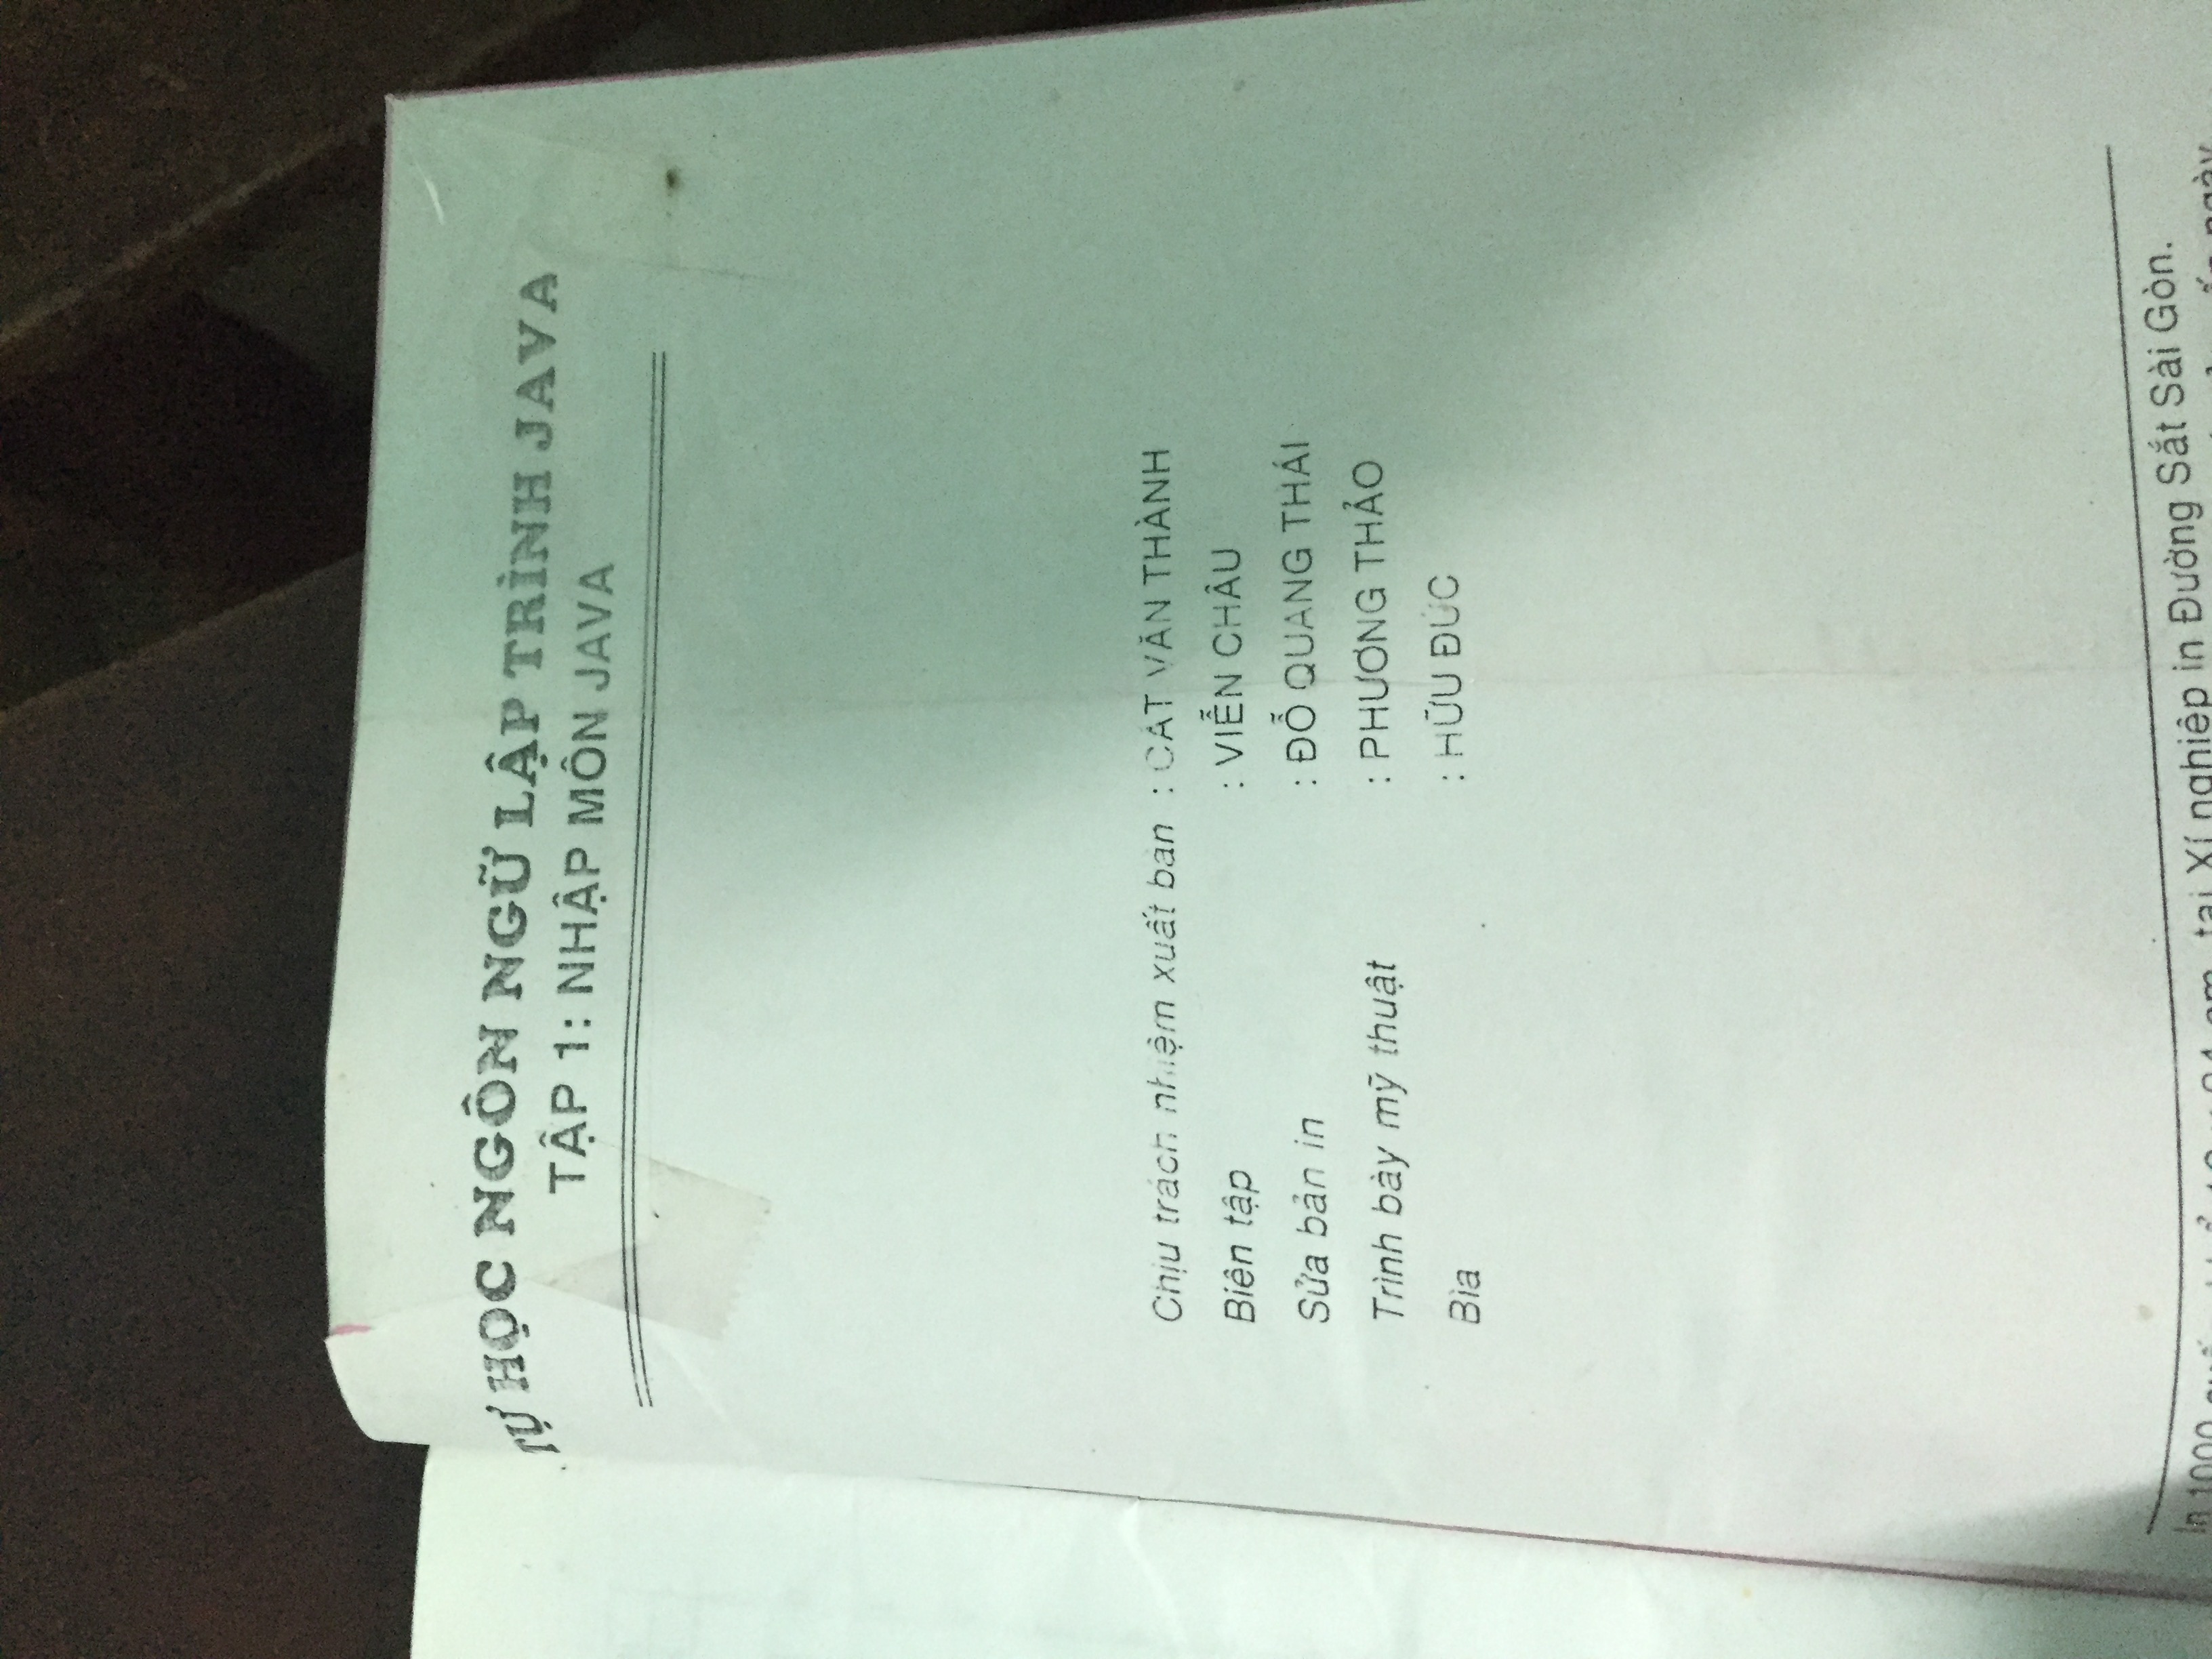 TỰ HỌC NGÔN NGỮ LẬP TRÌNH JAVA
TẬP 1: NHẬP MÔN JAVA
Chịu trách nhiệm xuất bản : CÁT VĂN THÀNH
Biên tập : VIỄN CHÂU
Sửa bản in : ĐỖ QUANG THÁI
Trình bày mỹ thuật : PHƯƠNG THẢO
Bìa : HỮU ĐỨC
In 1000 tại Xí nghiệp in Đường Sắt Sài Gòn.
ngày